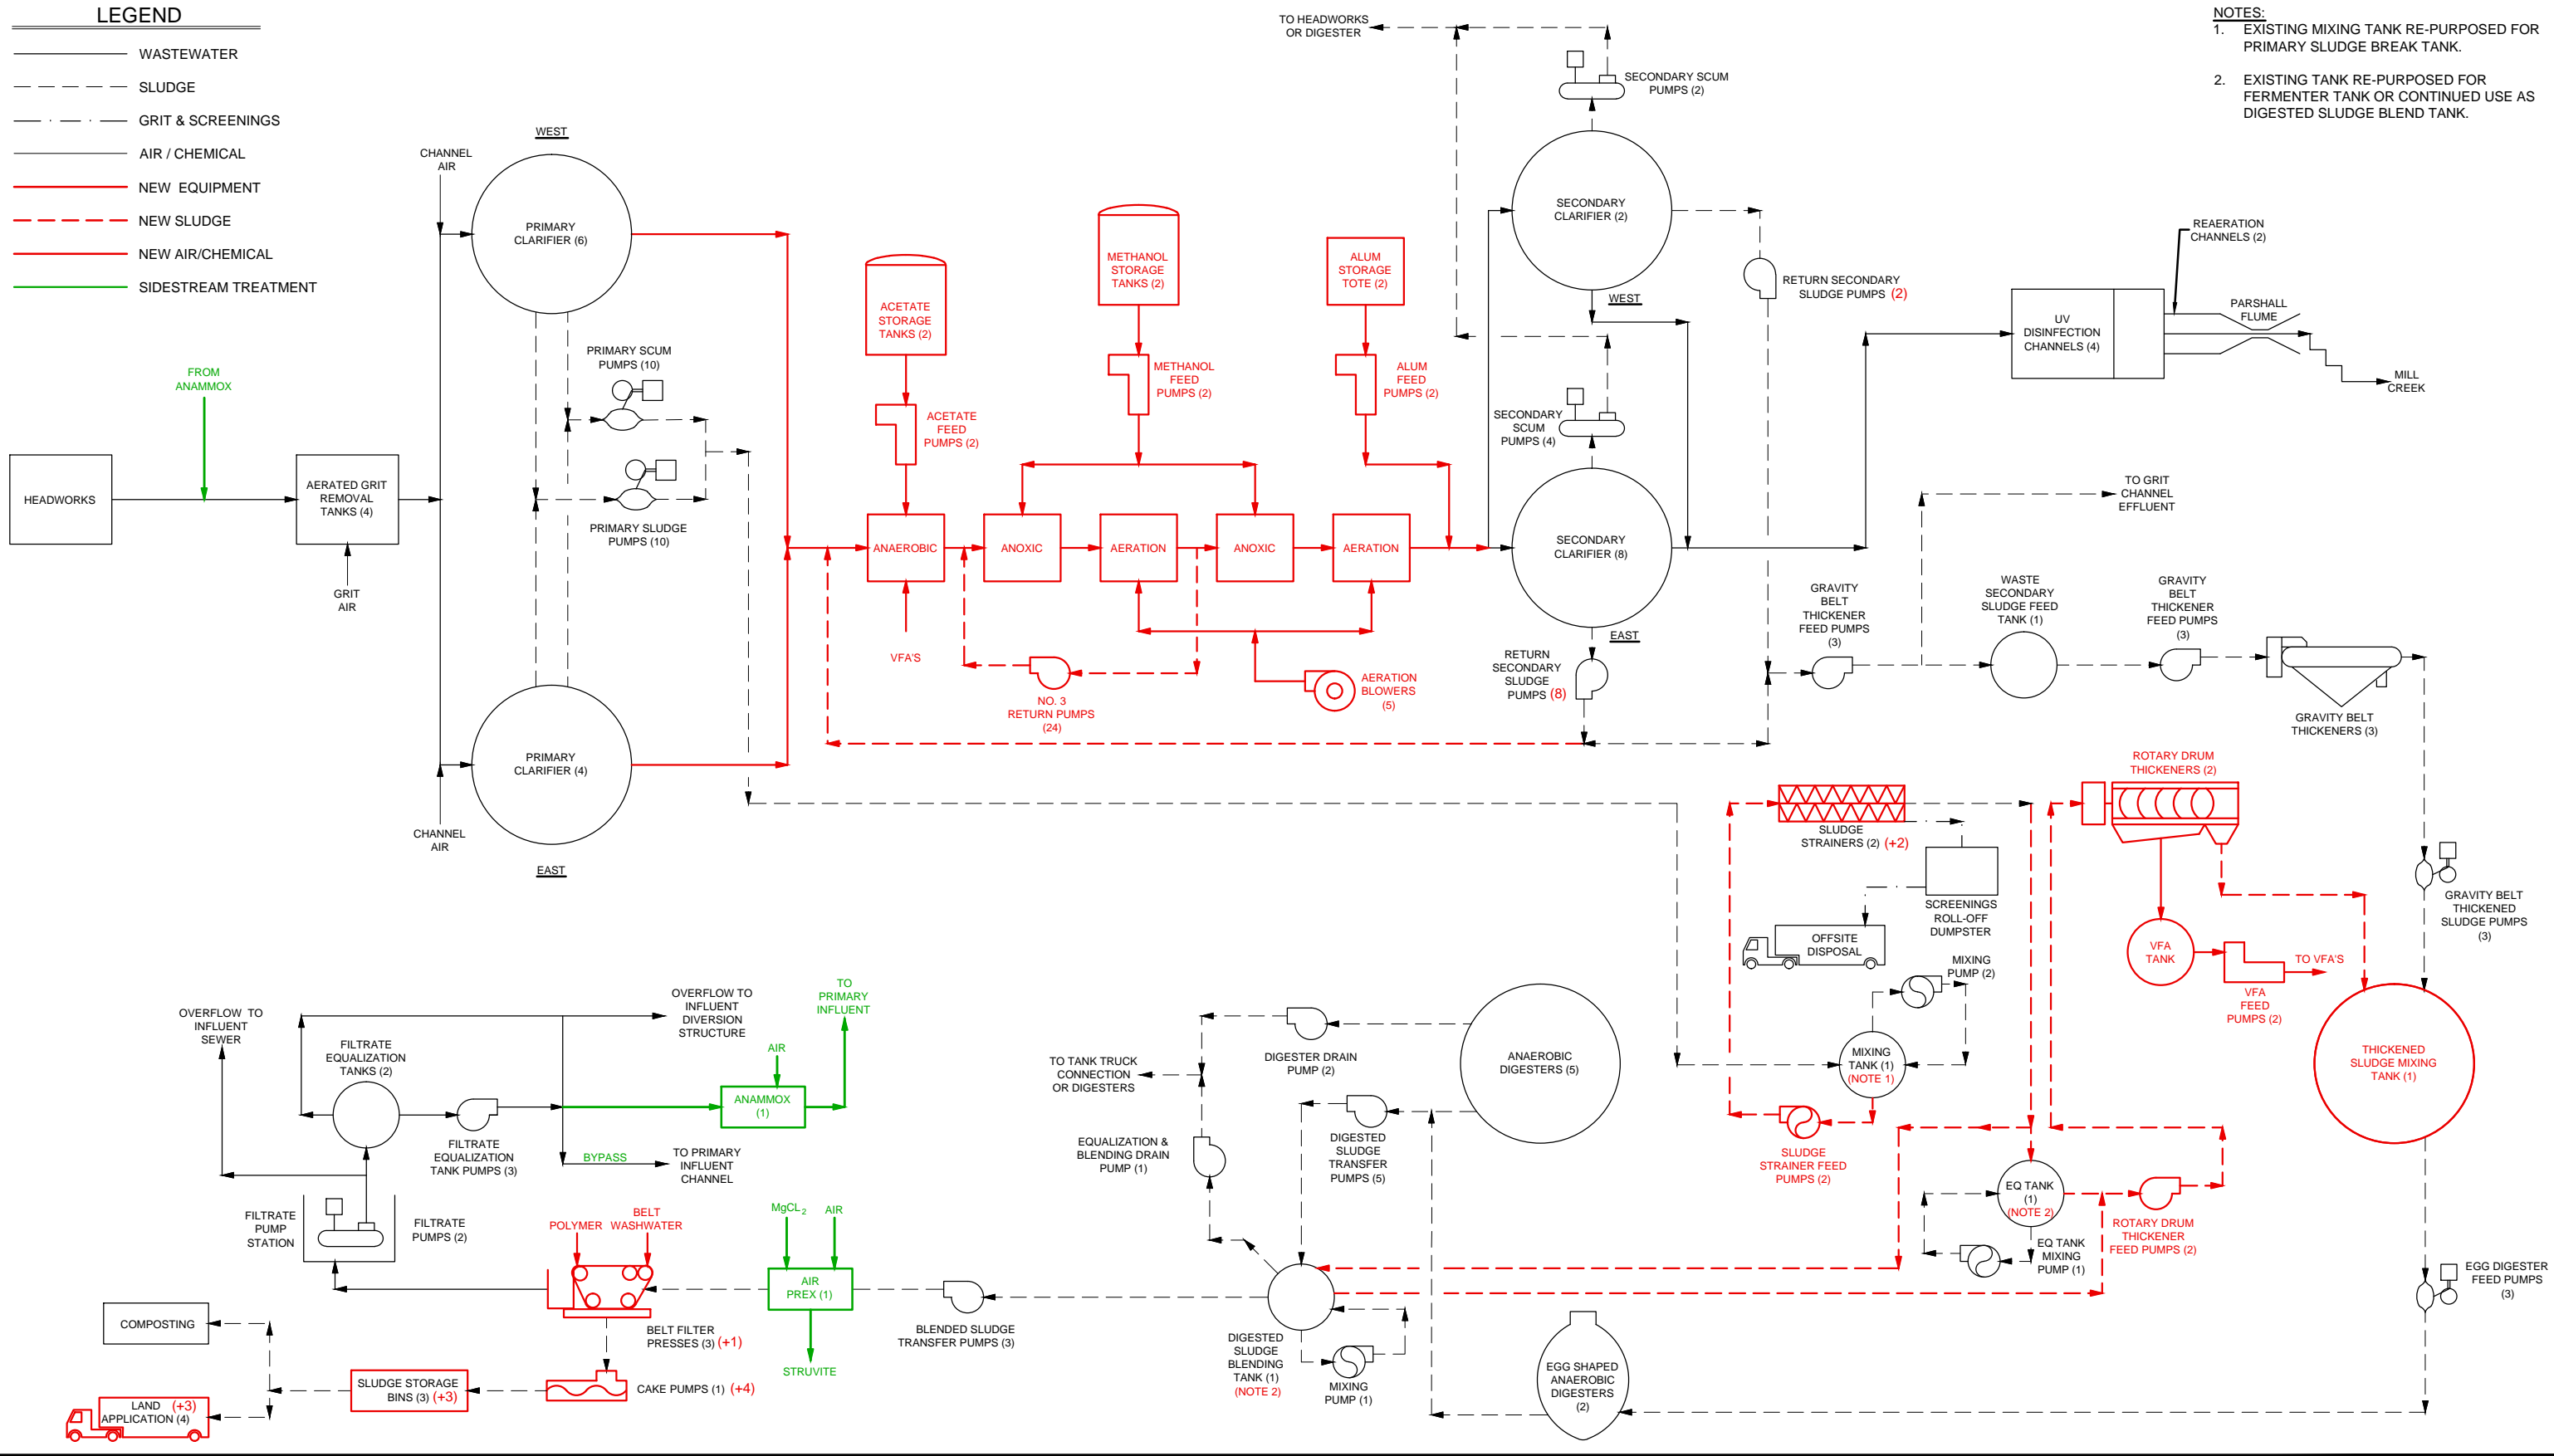 LEGEND
WASTEWATER
SLUDGE
GRIT & SCREENINGS
AIR / CHEMICAL
NEW EQUIPMENT
NEW SLUDGE
NEW AIR/CHEMICAL
SIDESTREAM TREATMENT
NOTES:
1. EXISTING MIXING TANK RE-PURPOSED FOR
PRIMARY SLUDGE BREAK TANK.
2. EXISTING TANK RE-PURPOSED FOR
FERMENTER TANK OR CONTINUED USE AS
DIGESTED SLUDGE BLEND TANK.
TO HEADWORKS
OR DIGESTER
SECONDARY SCUM
PUMPS (2)
WEST
CHANNEL
AIR
PRIMARY
CLARIFIER (6)
PRIMARY SCUM
PUMPS (10)
PRIMARY SLUDGE
PUMPS (10)
FROM
ANAMMOX
HEADWORKS
AERATED GRIT
REMOVAL
TANKS (4)
GRIT
AIR
PRIMARY
CLARIFIER (4)
CHANNEL
AIR
EAST
ACETATE
STORAGE
TANKS (2)
ACETATE
FEED
PUMPS (2)
METHANOL
STORAGE
TANKS (2)
METHANOL
FEED
PUMPS (2)
ALUM
STORAGE
TOTE (2)
ALUM
FEED
PUMPS (2)
ANAEROBIC
ANOXIC
AERATION
ANOXIC
AERATION
VFA'S
NO. 3
RETURN PUMPS
(24)
AERATION
BLOWERS
(5)
SECONDARY
CLARIFIER (2)
WEST
SECONDARY
SCUM
PUMPS (4)
SECONDARY
CLARIFIER (8)
EAST
RETURN
SECONDARY
SLUDGE
PUMPS (8)
RETURN SECONDARY
SLUDGE PUMPS (2)
REAERATION
CHANNELS (2)
UV
DISINFECTION
CHANNELS (4)
PARSHALL
FLUME
MILL
CREEK
TO GRIT
CHANNEL
EFFLUENT
GRAVITY
BELT
THICKENER
FEED PUMPS
(3)
WASTE
SECONDARY
SLUDGE FEED
TANK (1)
GRAVITY
BELT
THICKENER
FEED PUMPS
(3)
GRAVITY BELT
THICKENERS (3)
ROTARY DRUM
THICKENERS (2)
SLUDGE
STRAINERS (2) (+2)
SCREENINGS
ROLL-OFF
DUMPSTER
OFFSITE
DISPOSAL
GRAVITY BELT
THICKENED
SLUDGE PUMPS
(3)
VFA
TANK
TO VFA'S
VFA
FEED
PUMPS (2)
MIXING
PUMP (2)
MIXING
TANK (1)
(NOTE 1)
SLUDGE
STRAINER FEED
PUMPS (2)
THICKENED
SLUDGE MIXING
TANK (1)
EQ TANK
(1)
(NOTE 2)
EQ TANK
MIXING
PUMP (1)
ROTARY DRUM
THICKENER
FEED PUMPS (2)
EGG DIGESTER
FEED PUMPS
(3)
OVERFLOW TO
INFLUENT
SEWER
FILTRATE
EQUALIZATION
TANKS (2)
OVERFLOW TO
INFLUENT
DIVERSION
STRUCTURE
TO
PRIMARY
INFLUENT
AIR
ANAMMOX
(1)
FILTRATE
EQUALIZATION
TANK PUMPS (3)
BYPASS
TO PRIMARY
INFLUENT
CHANNEL
FILTRATE
PUMP
STATION
FILTRATE
PUMPS (2)
POLYMER
BELT
WASHWATER
MgCL2
AIR
AIR
PREX (1)
STRUVITE
BELT FILTER
PRESSES (3) (+1)
CAKE PUMPS (1) (+4)
COMPOSTING
SLUDGE STORAGE
BINS (3) (+3)
LAND (+3)
APPLICATION (4)
BLENDED SLUDGE
TRANSFER PUMPS (3)
TO TANK TRUCK
CONNECTION
OR DIGESTERS
DIGESTER DRAIN
PUMP (2)
ANAEROBIC
DIGESTERS (5)
EQUALIZATION &
BLENDING DRAIN
PUMP (1)
DIGESTED
SLUDGE
TRANSFER
PUMPS (5)
DIGESTED
SLUDGE
BLENDING
TANK (1)
(NOTE 2)
MIXING
PUMP (1)
EGG SHAPED
ANAEROBIC
DIGESTERS
(2)